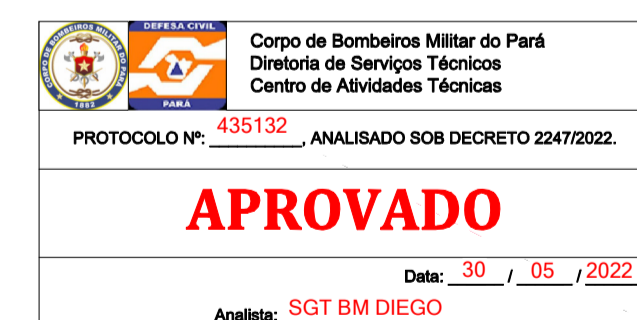 CORPO DE BOMBEIROS MILITAR DO PARÁ
1882
DEFESA CIVIL
PARÁ
Corpo de Bombeiros Militar do Pará
Diretoria de Serviços Técnicos
Centro de Atividades Técnicas
PROTOCOLO Nº: 435132, ANALISADO SOB DECRETO 2247/2022.
APROVADO
Data: 30 / 05 / 2022
Analista: SGT BM DIEGO